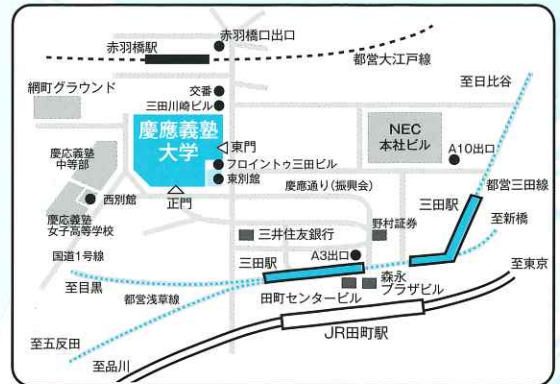 赤羽橋口出口
赤羽橋駅
都営大江戸線
至日比谷
網町グラウンド
交番
三田川崎ビル
慶應義塾
大学
NEC
本社ビル
A10出口
東門
フロイントゥ三田ビル
東別館
慶応義塾
中等部
慶應通り(振興会)
都営三田線
西別館
正門
三田駅
慶応義塾
女子高等学校
野村証券
至新橋
三井住友銀行
国道1号線
三田駅
A3出口
至東京
至目黒
森永
プラザビル
都営浅草線
田町センタービル
JR田町駅
至五反田
至品川